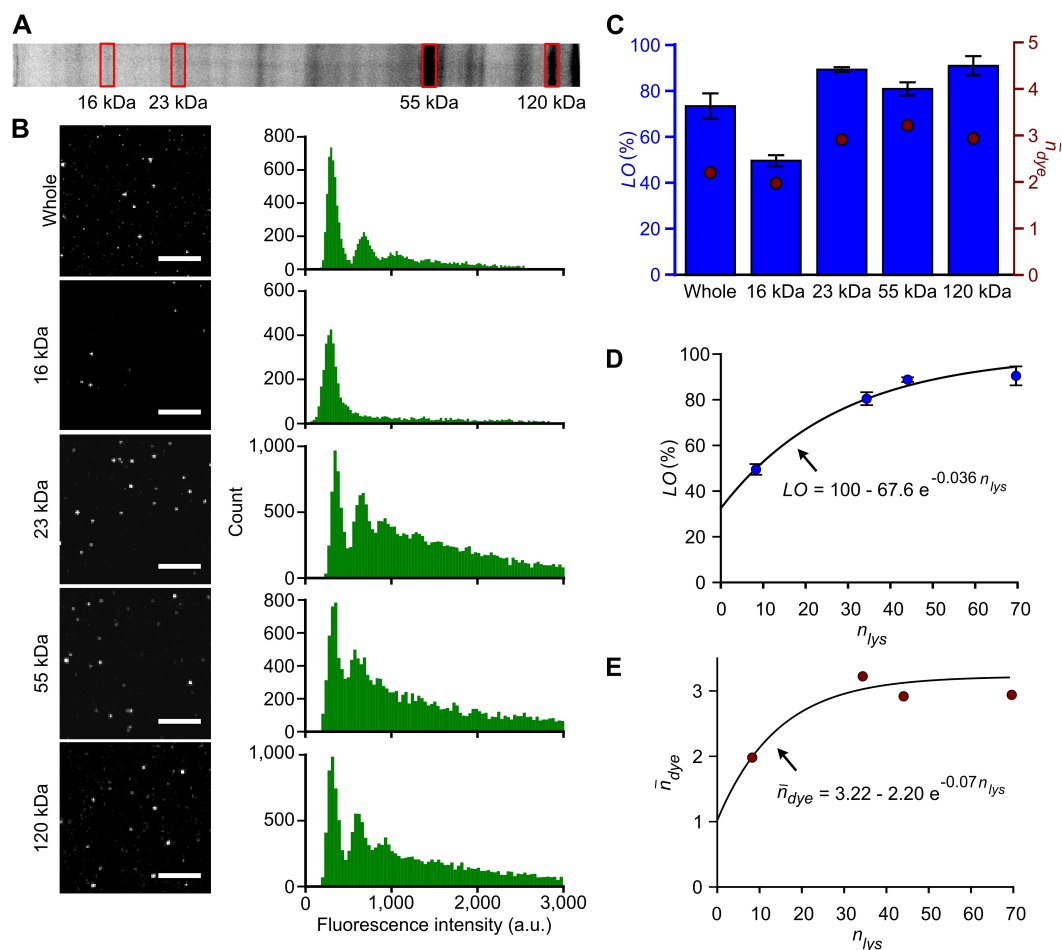 A
16 kDa 23 kDa 55 kDa 120 kDa
B
Whole
16 kDa
23 kDa
55 kDa
120 kDa
Count
800
600
400
200
0
600
400
200
0
1,000
500
0
800
600
400
200
0
1,000
500
0
0 1,000 2,000 3,000
Fluorescence intensity (a.u.)
C
LO (%)
100
80
60
40
20
0
5
4
3
2
1
0
n̄dye
Whole 16 kDa 23 kDa 55 kDa 120 kDa
D
LO (%)
100
80
60
40
20
0
LO = 100 - 67.6 e-0.036 nlys
0 10 20 30 40 50 60 70
nlys
E
n̄dye
3
2
1
0
n̄dye = 3.22 - 2.20 e-0.07 nlys
0 10 20 30 40 50 60 70
nlys